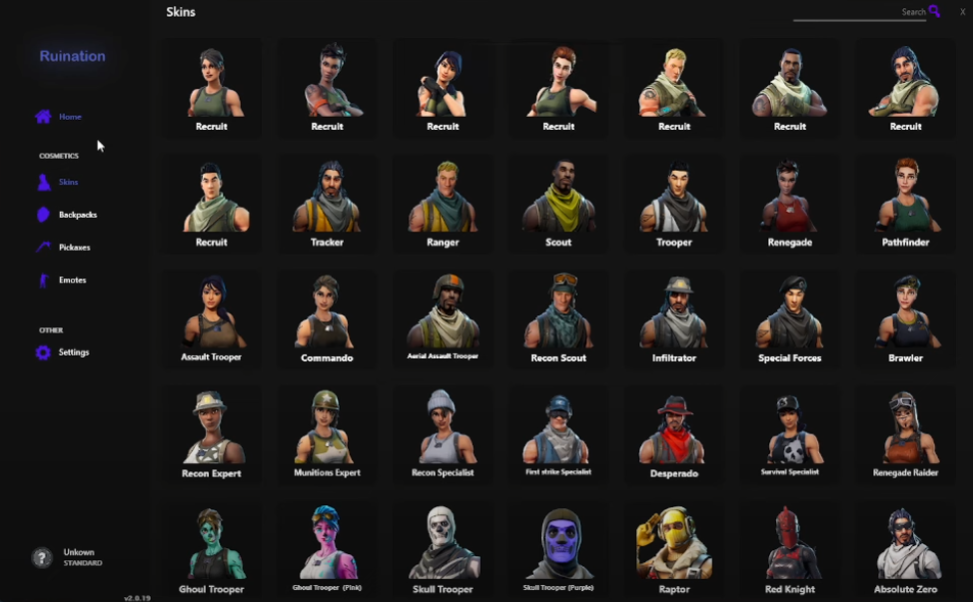 Skins
Search
X
Ruination
Home
COSMETICS
Skins
Backpacks
Pickaxes
Emotes
OTHER
Settings
?
Unkown
STANDARD
v2.0.19
Recruit Recruit Recruit Recruit Recruit Recruit Recruit
Recruit Tracker Ranger Scout Trooper Renegade Pathfinder
Assault Trooper Commando Aerial Assault Trooper Recon Scout Infiltrator Special Forces Brawler
Recon Expert Munitions Expert Recon Specialist First strike Specialist Desperado Survival Specialist Renegade Raider
Ghoul Trooper Ghoul Trooper (Pink) Skull Trooper Skull Trooper (Purple) Raptor Red Knight Absolute Zero